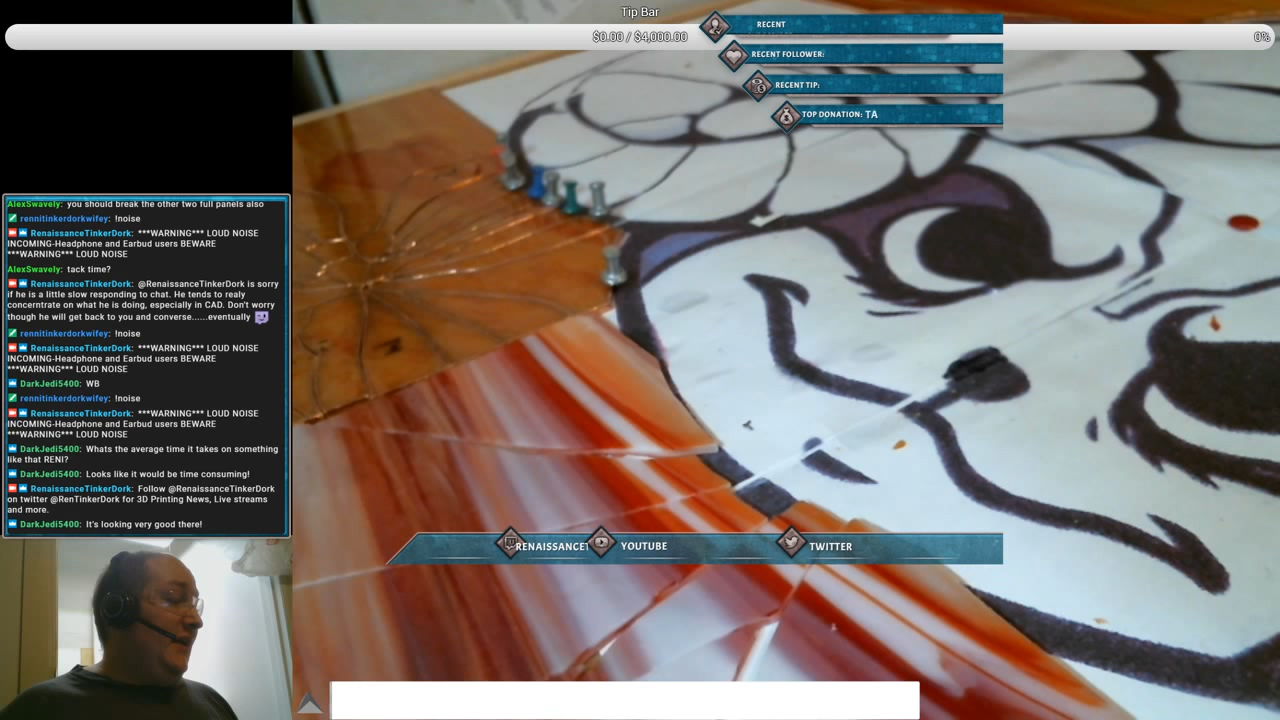 Tip Bar
$0.00 / $4,000.00
0%
RECENT
RECENT FOLLOWER:
RECENT TIP:
TOP DONATION: TA
AlexSwavely: you should break the other two full panels also
rennitinkerdorkwifey: !noise
RenaissanceTinkerDork: ***WARNING*** LOUD NOISE
INCOMING-Headphone and Earbud users BEWARE
***WARNING*** LOUD NOISE
AlexSwavely: tack time?
RenaissanceTinkerDork: @RenaissanceTinkerDork is sorry
if he is a little slow responding to chat. He tends to realy
concerntrate on what he is doing, especially in CAD. Don't worry
though he will get back to you and converse......eventually
rennitinkerdorkwifey: !noise
RenaissanceTinkerDork: ***WARNING*** LOUD NOISE
INCOMING-Headphone and Earbud users BEWARE
***WARNING*** LOUD NOISE
DarkJedi5400: WB
rennitinkerdorkwifey: !noise
RenaissanceTinkerDork: ***WARNING*** LOUD NOISE
INCOMING-Headphone and Earbud users BEWARE
***WARNING*** LOUD NOISE
DarkJedi5400: Whats the average time it takes on something
like that RENI?
DarkJedi5400: Looks like it would be time consuming!
RenaissanceTinkerDork: Follow @RenaissanceTinkerDork
on twitter @RenTinkerDork for 3D Printing News, Live streams
and more.
DarkJedi5400: It's looking very good there!
RENAISSANCET
YOUTUBE
TWITTER